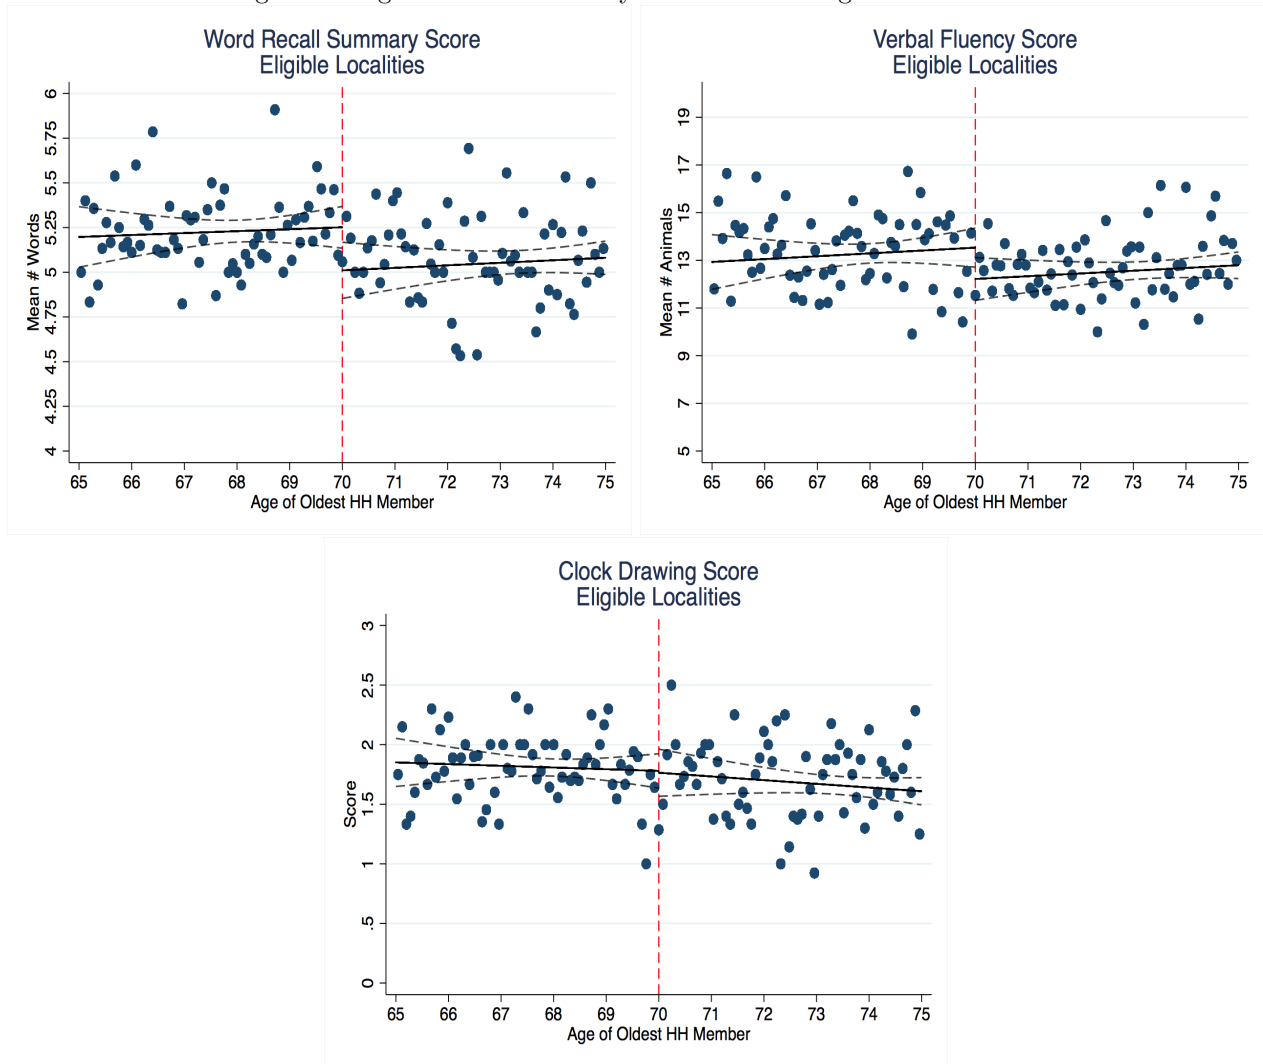 Word Recall Summary Score
Eligible Localities
Mean # Words
6
5.75
5.5
5.25
5
4.75
4.5
4.25
4
65 66 67 68 69 70 71 72 73 74 75
Age of Oldest HH Member
Verbal Fluency Score
Eligible Localities
Mean # Animals
19
17
15
13
11
9
7
5
65 66 67 68 69 70 71 72 73 74 75
Age of Oldest HH Member
Clock Drawing Score
Eligible Localities
Score
3
2.5
2
1.5
1
.5
0
65 66 67 68 69 70 71 72 73 74 75
Age of Oldest HH Member